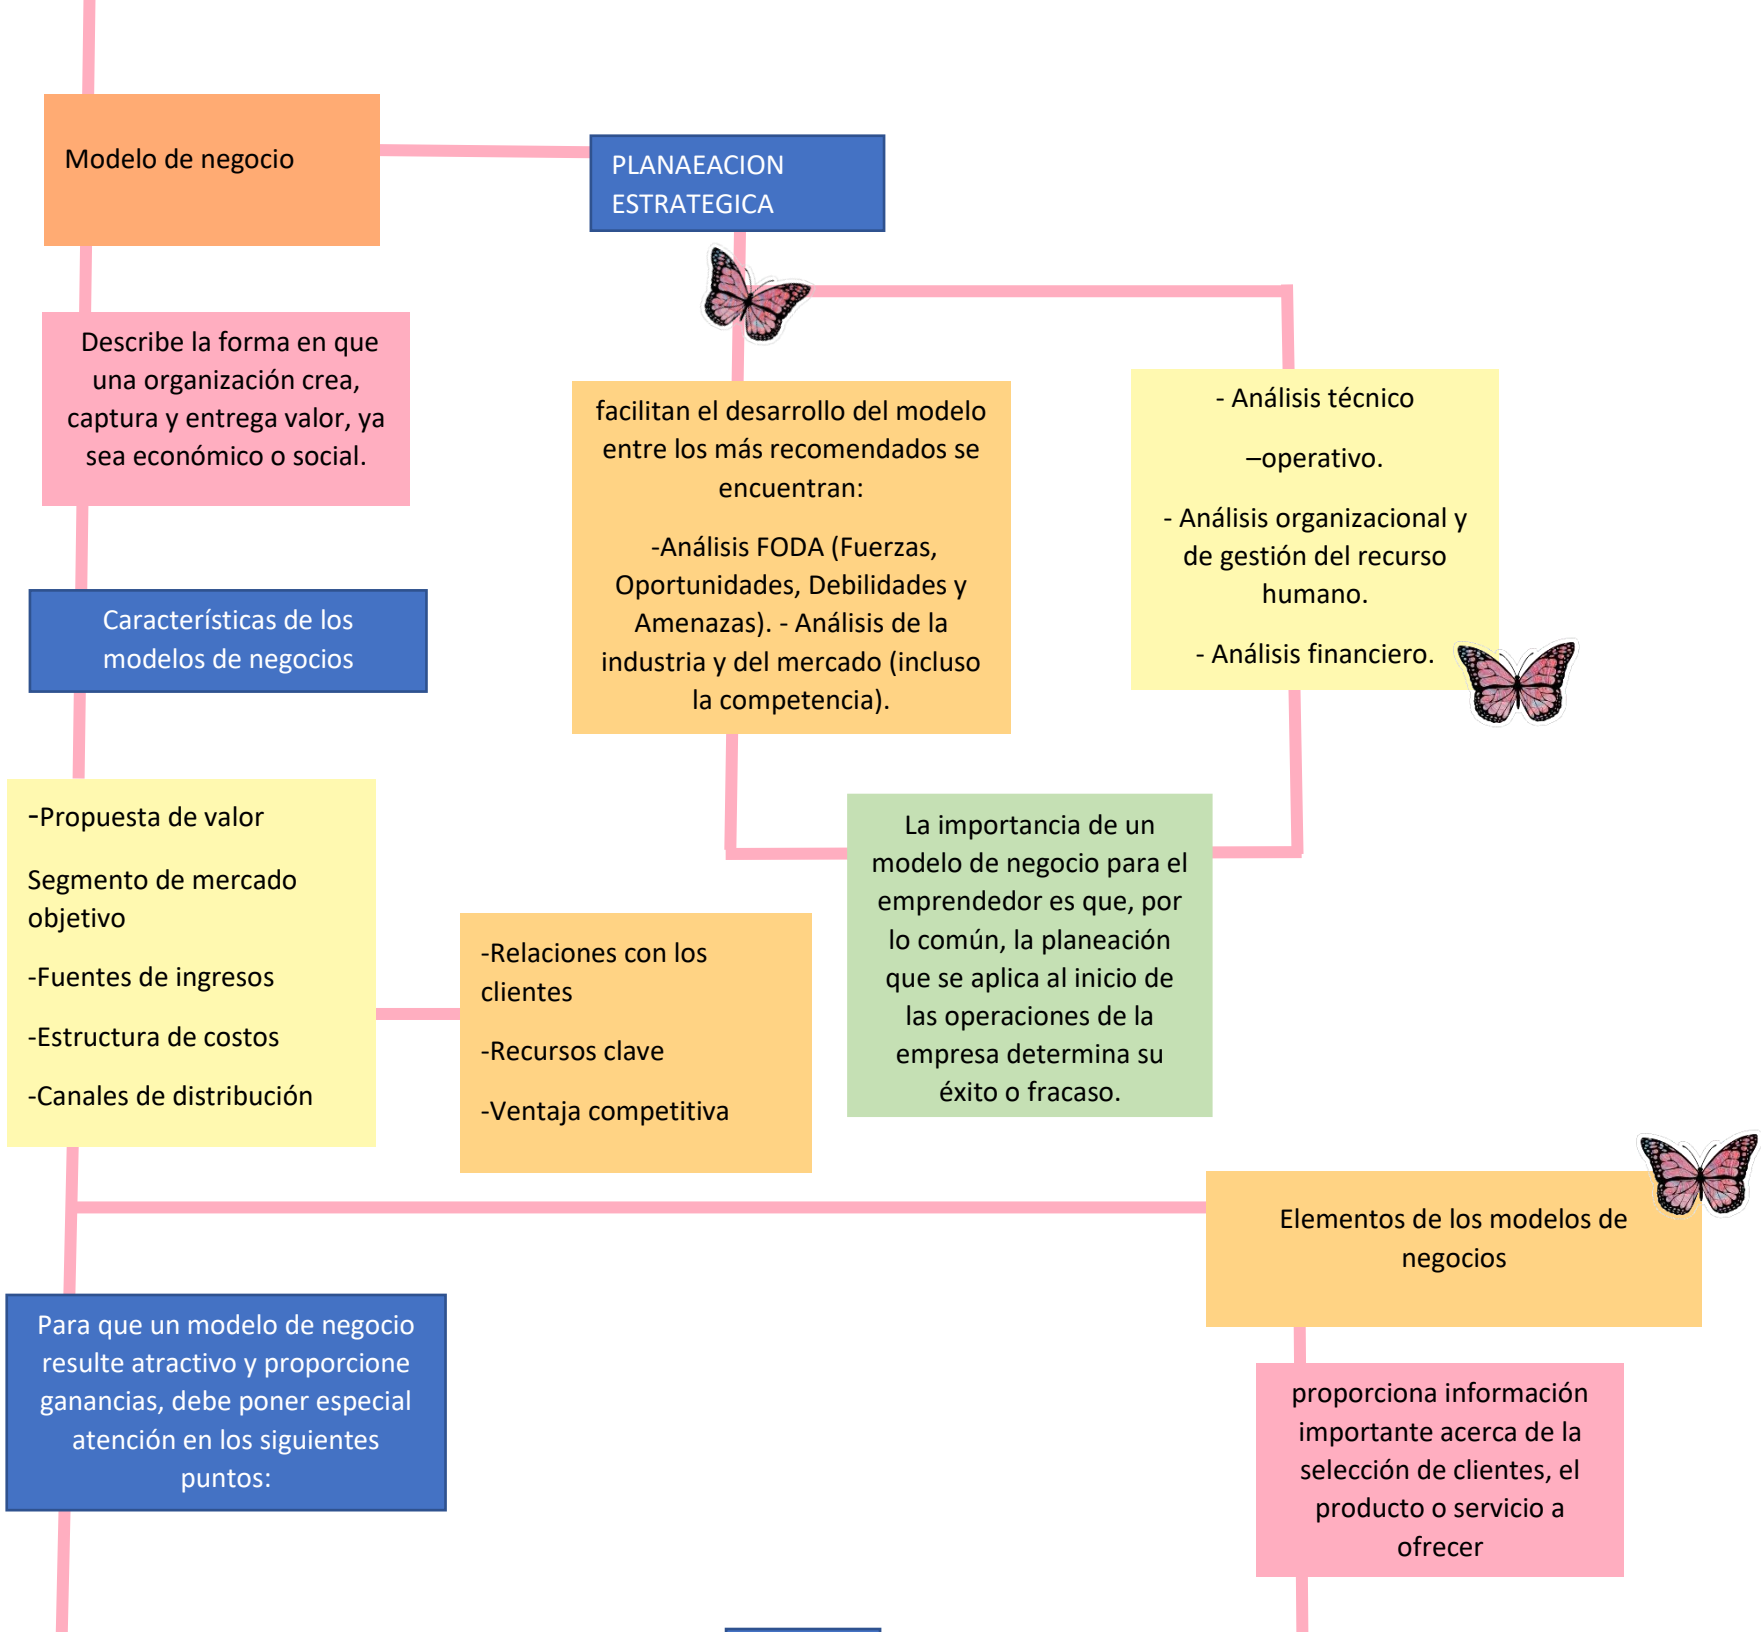 Modelo de negocio
PLANAEACION
ESTRATEGICA
Describe la forma en que
una organización crea,
captura y entrega valor, ya
sea económico o social.
facilitan el desarrollo del modelo
entre los más recomendados se
encuentran:
-Análisis FODA (Fuerzas,
Oportunidades, Debilidades y
Amenazas). - Análisis de la
industria y del mercado (incluso
la competencia).
- Análisis técnico
–operativo.
- Análisis organizacional y
de gestión del recurso
humano.
- Análisis financiero.
Características de los
modelos de negocios
-Propuesta de valor
Segmento de mercado
objetivo
-Fuentes de ingresos
-Estructura de costos
-Canales de distribución
-Relaciones con los
clientes
-Recursos clave
-Ventaja competitiva
La importancia de un
modelo de negocio para el
emprendedor es que, por
lo común, la planeación
que se aplica al inicio de
las operaciones de la
empresa determina su
éxito o fracaso.
Elementos de los modelos de
negocios
Para que un modelo de negocio
resulte atractivo y proporcione
ganancias, debe poner especial
atención en los siguientes
puntos:
proporciona información
importante acerca de la
selección de clientes, el
producto o servicio a
ofrecer